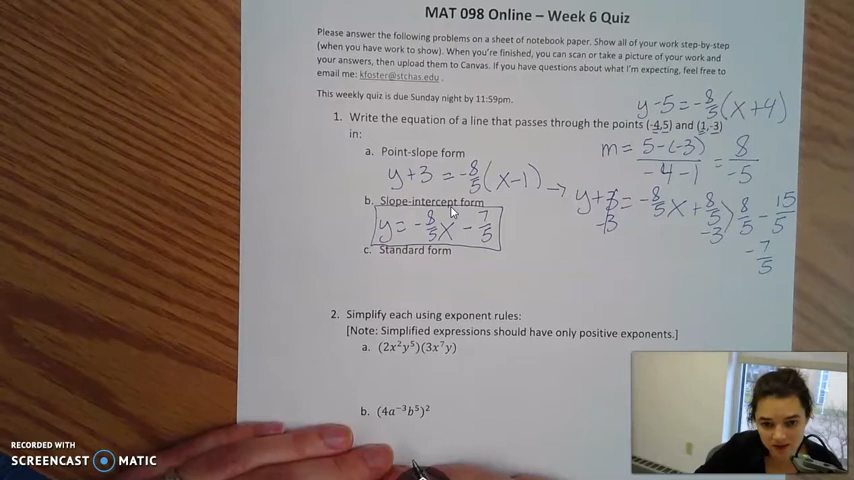 MAT 098 Online – Week 6 Quiz
Please answer the following problems on a sheet of notebook paper. Show all of your work step-by-step
(when you have work to show). When you're finished, you can scan or take a picture of your work and
your answers, then upload them to Canvas. If you have questions about what I'm expecting, feel free to
email me: kfoster@stchas.edu .
This weekly quiz is due Sunday night by 11:59pm.
y-5=-8/5(x+4)
1. Write the equation of a line that passes through the points (-4,5) and (1,-3)
in:
m = 5-(-3)/-4-1 = 8/-5
a. Point-slope form
y+3=-8/5(x-1) →
y+3=-8/5x+8/5
-3 -3
8/5 - 15/5
-7/5
b. Slope-intercept form
y=-8/5x-7/5
c. Standard form
2. Simplify each using exponent rules:
[Note: Simplified expressions should have only positive exponents.]
a. (2x²y⁵)(3x⁷y)
b. (4a⁻³b⁵)²
RECORDED WITH
SCREENCAST MATIC